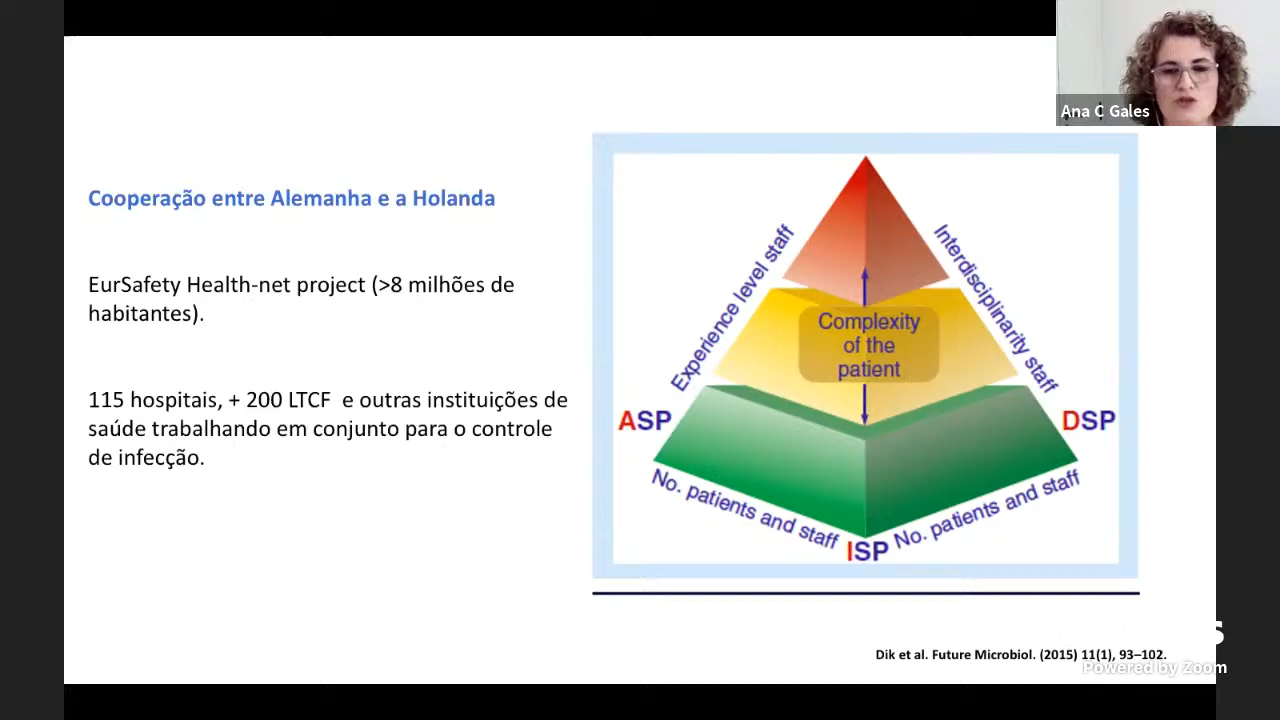 Ana C Gales
Cooperação entre Alemanha e a Holanda
EurSafety Health-net project (>8 milhões de
habitantes).
115 hospitais, + 200 LTCF e outras instituições de
saúde trabalhando em conjunto para o controle
de infecção.
Experience level staff
Interdisciplinarity staff
Complexity
of the
patient
ASP
DSP
No. patients and staff
No. patients and staff
ISP
Dik et al. Future Microbiol. (2015) 11(1), 93–102.
Powered by Zoom